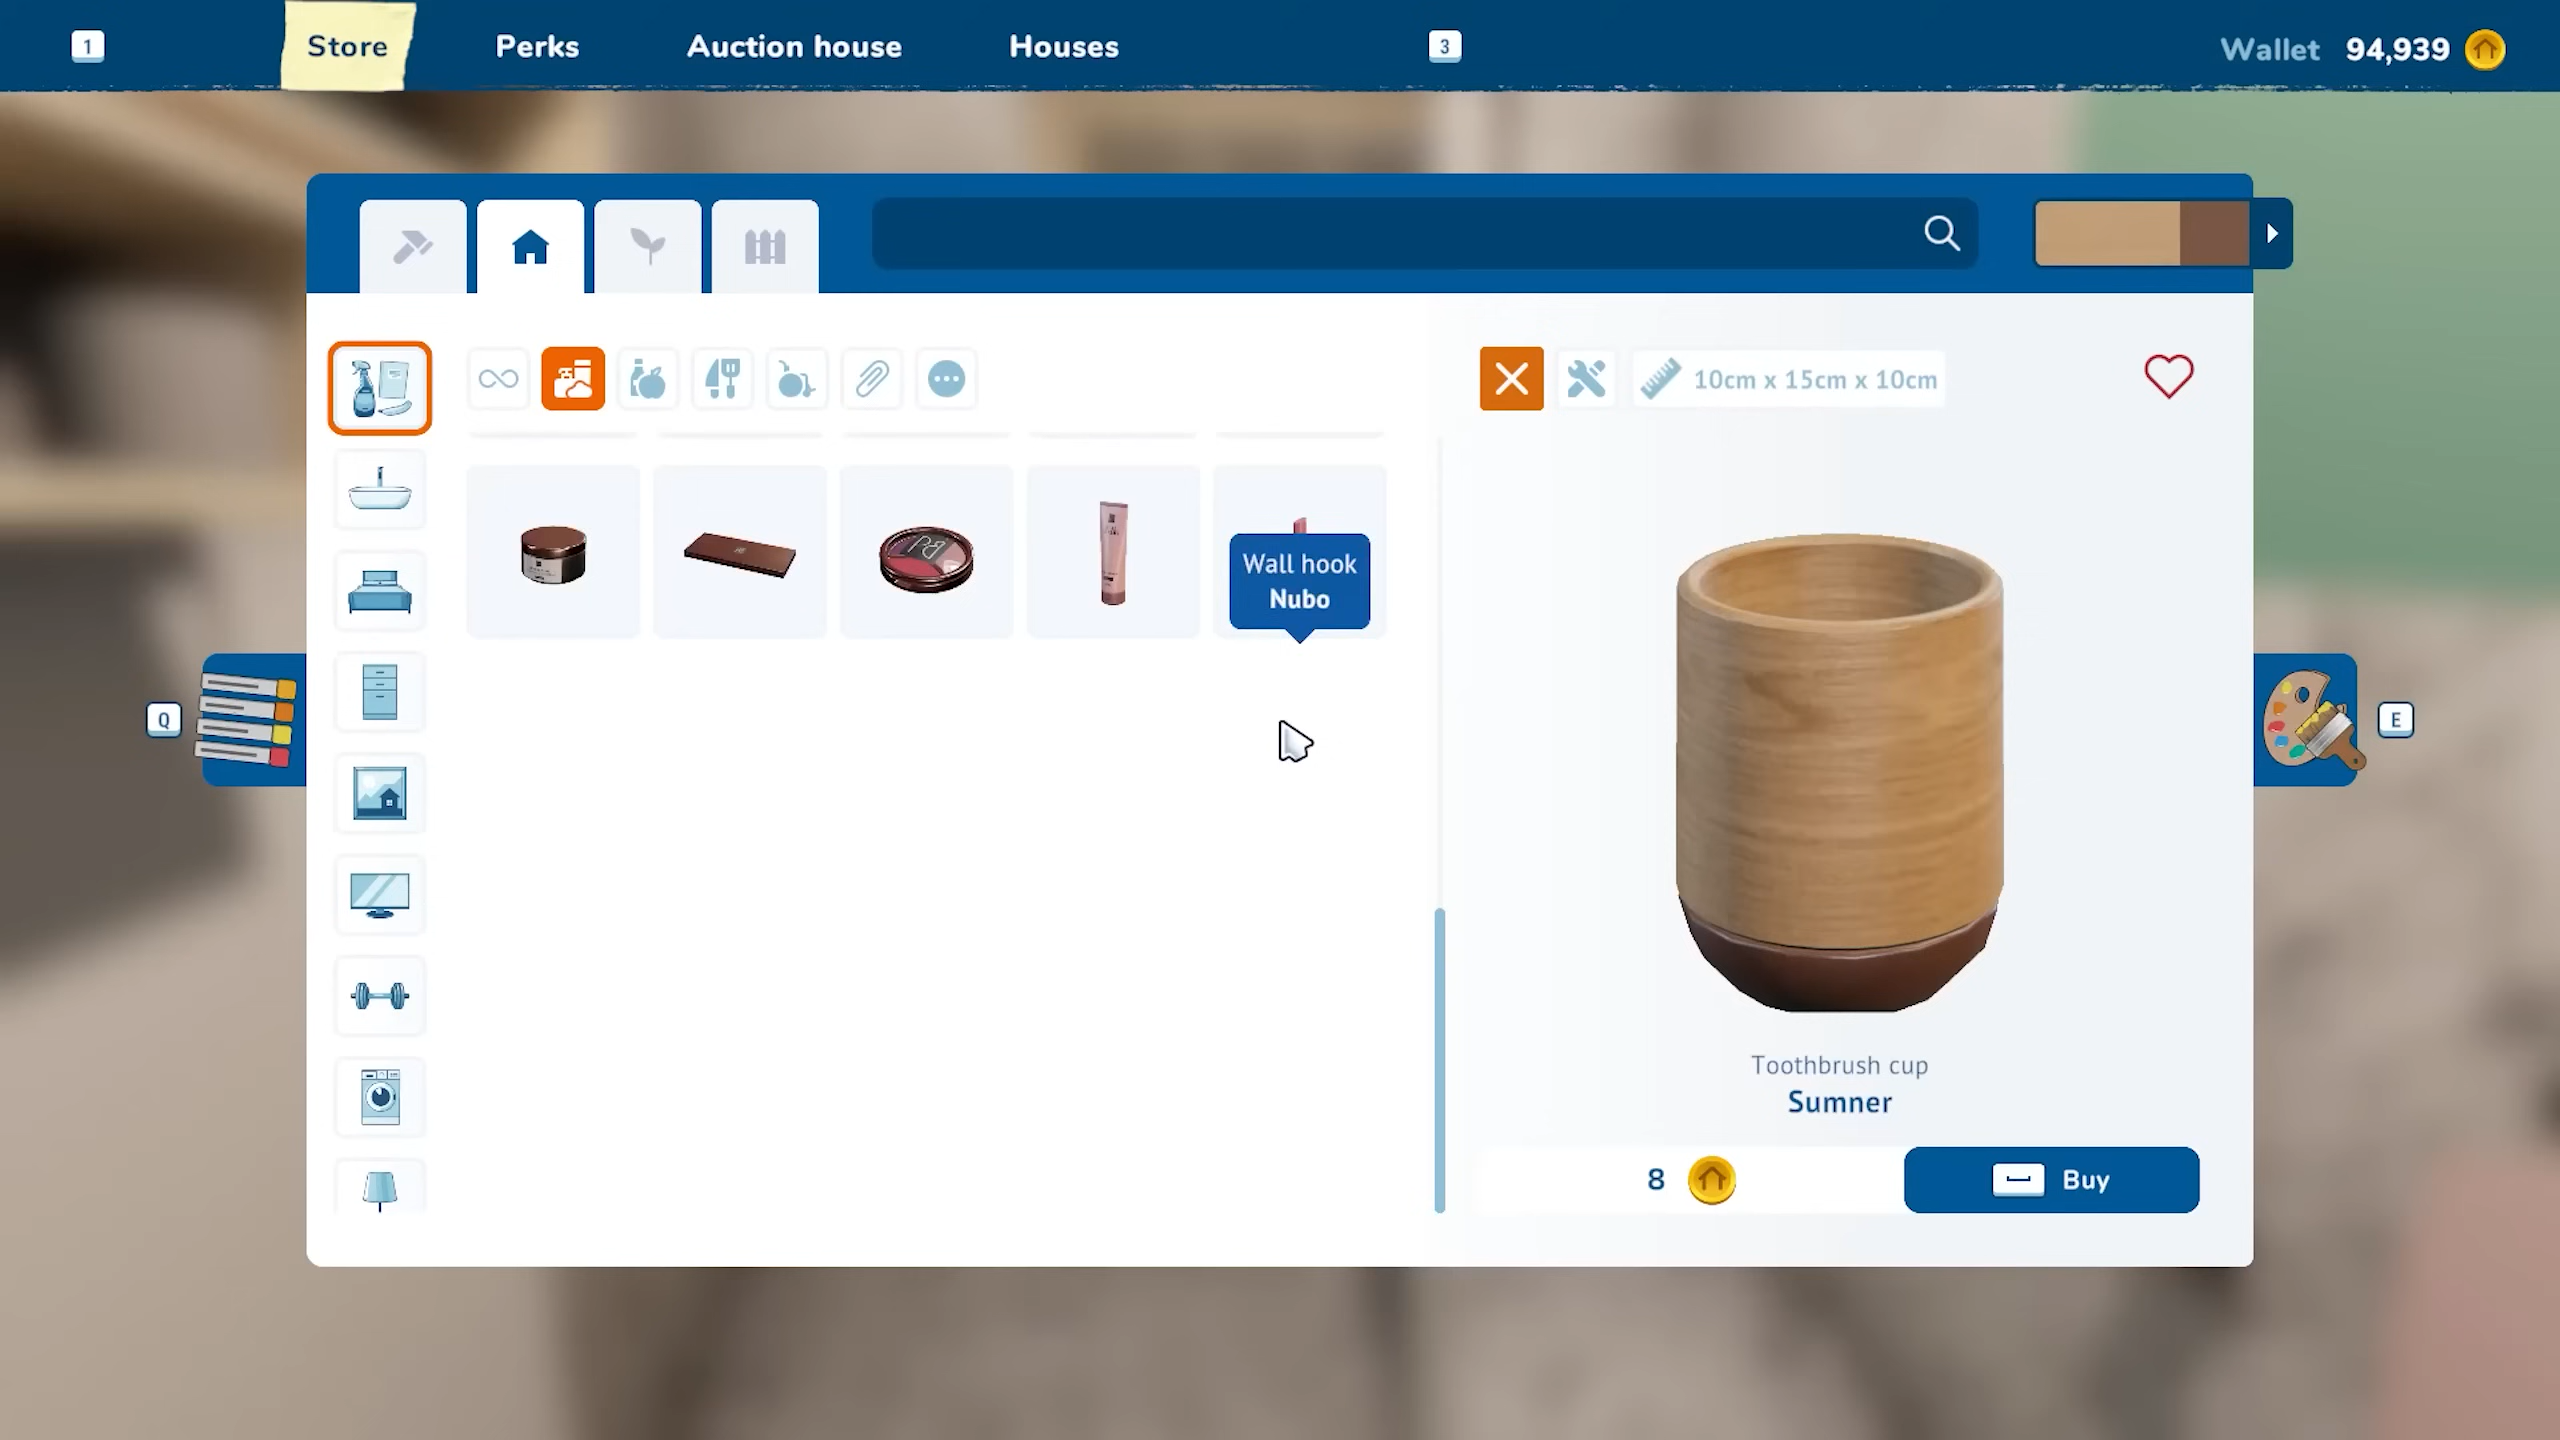 1
Store
Perks
Auction house
Houses
3
Wallet 94,939
10cm x 15cm x 10cm
Wall hook
Nubo
Q
E
Toothbrush cup
Sumner
8
Buy